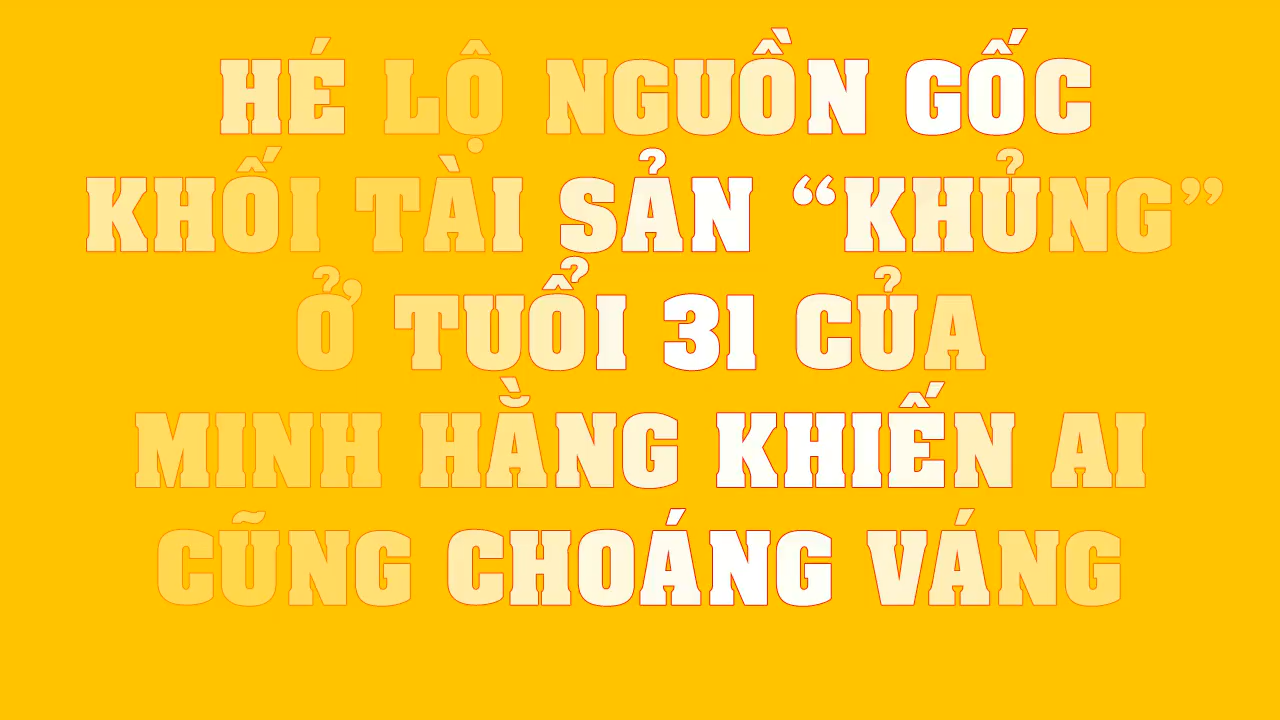 HÉ LỘ NGUỒN GỐC
KHỐI TÀI SẢN “KHỦNG”
Ở TUỔI 31 CỦA
MINH HẰNG KHIẾN AI
CŨNG CHOÁNG VÁNG